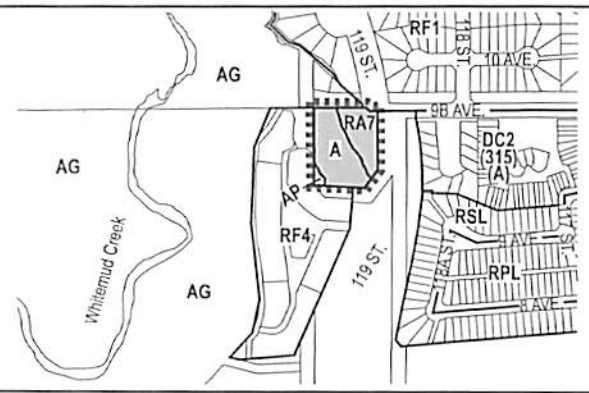 RF1
119 ST.
118 ST.
10 AVE.
AG
9B AVE.
RA7
A
DC2
(315)
(A)
AG
AP
RSL
9 AVE
RF4
Whitemud Creek
AG
119 ST.
RPL
8 AVE.